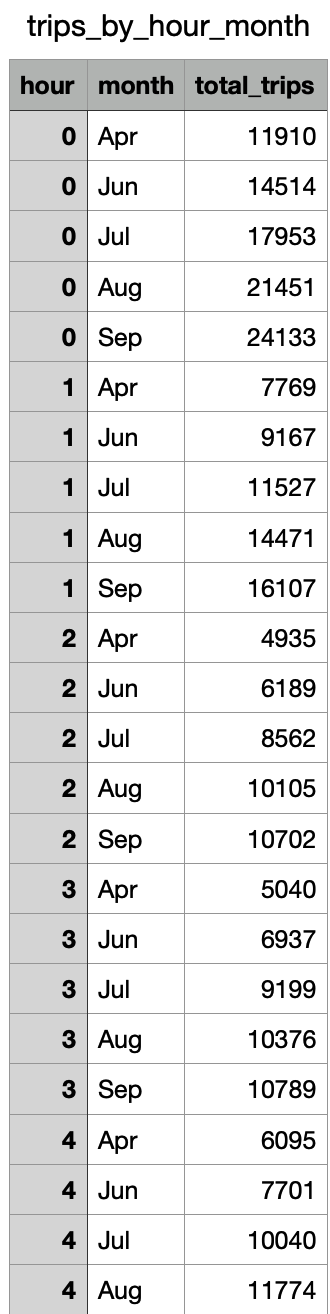 trips_by_hour_month
hour month total_trips
0 Apr 11910
0 Jun 14514
0 Jul 17953
0 Aug 21451
0 Sep 24133
1 Apr 7769
1 Jun 9167
1 Jul 11527
1 Aug 14471
1 Sep 16107
2 Apr 4935
2 Jun 6189
2 Jul 8562
2 Aug 10105
2 Sep 10702
3 Apr 5040
3 Jun 6937
3 Jul 9199
3 Aug 10376
3 Sep 10789
4 Apr 6095
4 Jun 7701
4 Jul 10040
4 Aug 11774